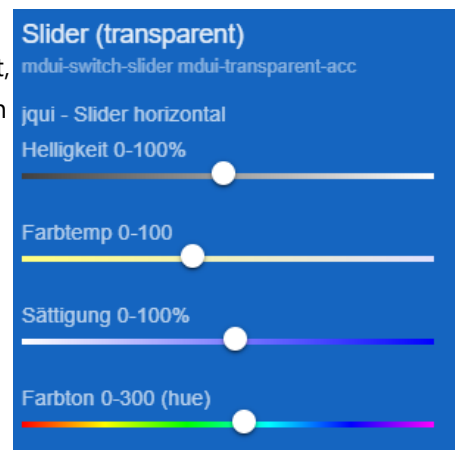 Slider (transparent)
mdui-switch-slider mdui-transparent-acc
jqui - Slider horizontal
Helligkeit 0-100%
Farbtemp 0-100
Sättigung 0-100%
Farbton 0-300 (hue)